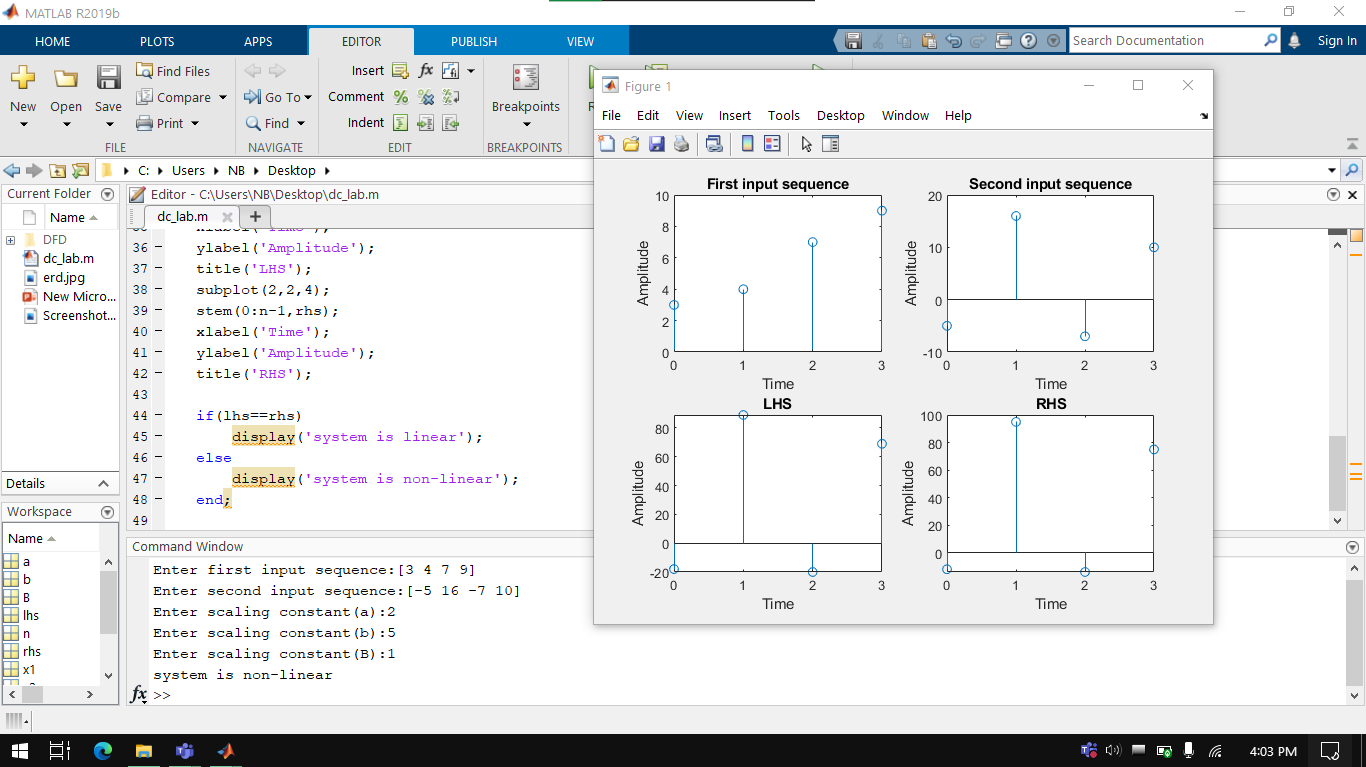 MATLAB R2019b
HOME PLOTS APPS EDITOR PUBLISH VIEW
Search Documentation
Sign In
New Open Save
Find Files
Compare
Print
FILE
Go To
Find
NAVIGATE
Insert fx
Comment
Indent
EDIT
Breakpoints
BREAKPOINTS
C: Users NB Desktop
Current Folder
Name
DFD
dc_lab.m
erd.jpg
New Micro...
Screenshot...
Details
Workspace
Name
a
b
B
lhs
n
rhs
x1
Editor - C:\Users\NB\Desktop\dc_lab.m
dc_lab.m
36 – ylabel('Amplitude');
37 – title('LHS');
38 – subplot(2,2,4);
39 – stem(0:n-1,rhs);
40 – xlabel('Time');
41 – ylabel('Amplitude');
42 – title('RHS');
43
44 – if(lhs==rhs)
45 – display('system is linear');
46 – else
47 – display('system is non-linear');
48 – end;
49
Command Window
Enter first input sequence:[3 4 7 9]
Enter second input sequence:[-5 16 -7 10]
Enter scaling constant(a):2
Enter scaling constant(b):5
Enter scaling constant(B):1
system is non-linear
fx >>
Figure 1
File Edit View Insert Tools Desktop Window Help
First input sequence
Amplitude
10
8
6
4
2
0
0 1 2 3
Time
Second input sequence
Amplitude
20
10
0
-10
0 1 2 3
Time
LHS
Amplitude
80
60
40
20
0
-20
0 1 2 3
Time
RHS
Amplitude
100
80
60
40
20
0
0 1 2 3
Time
4:03 PM